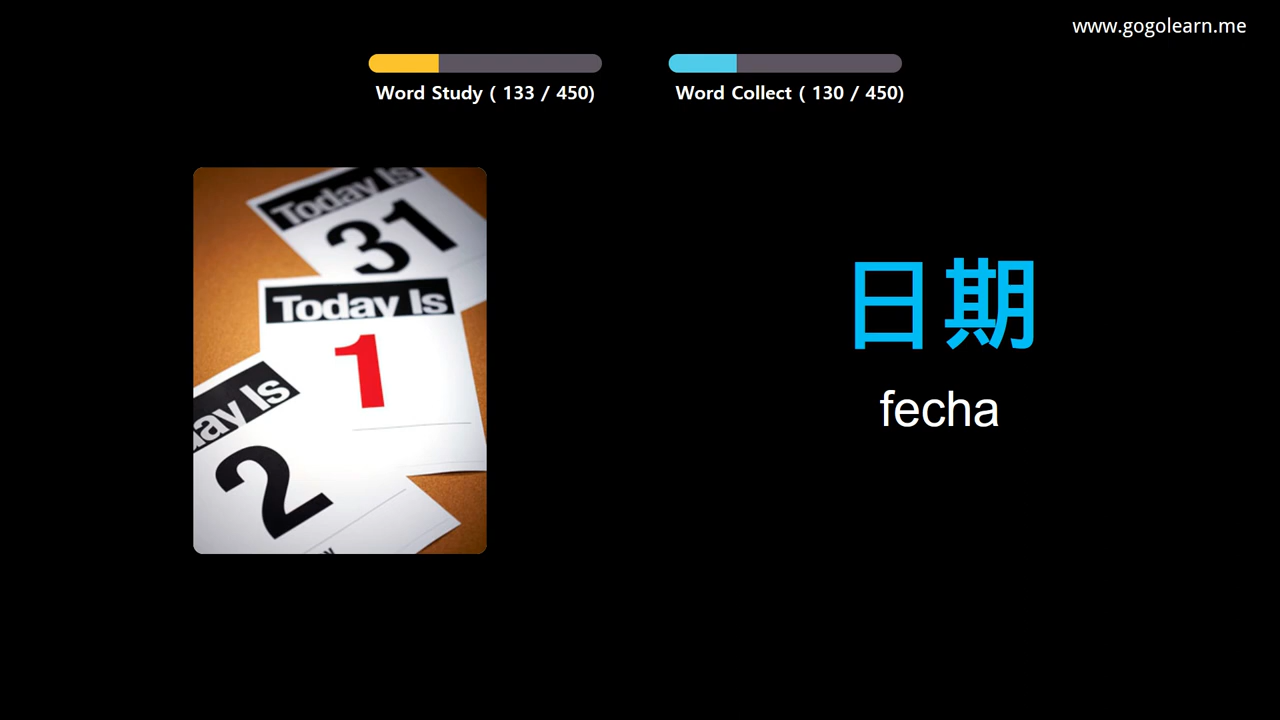 www.gogolearn.me
Word Study ( 133 / 450)
Word Collect ( 130 / 450)
Today Is
31
Today Is
1
day Is
2
日期
fecha